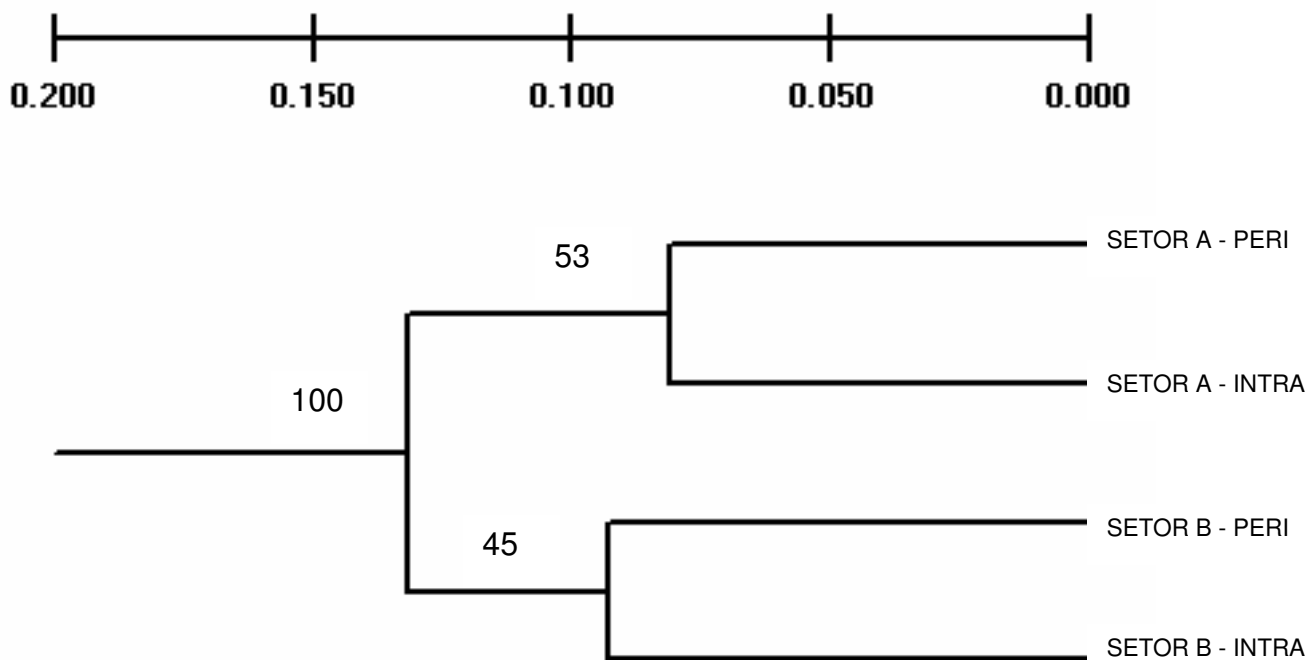 0.200 0.150 0.100 0.050 0.000
SETOR A - PERI
53
SETOR A - INTRA
100
SETOR B - PERI
45
SETOR B - INTRA